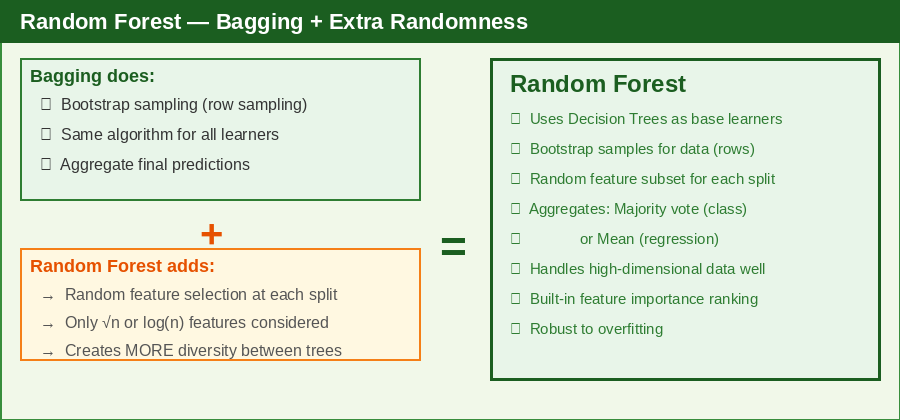 Random Forest — Bagging + Extra Randomness
Bagging does:
Bootstrap sampling (row sampling)
Same algorithm for all learners
Aggregate final predictions
+
Random Forest adds:
→ Random feature selection at each split
→ Only √n or log(n) features considered
→ Creates MORE diversity between trees
=
Random Forest
Uses Decision Trees as base learners
Bootstrap samples for data (rows)
Random feature subset for each split
Aggregates: Majority vote (class)
or Mean (regression)
Handles high-dimensional data well
Built-in feature importance ranking
Robust to overfitting